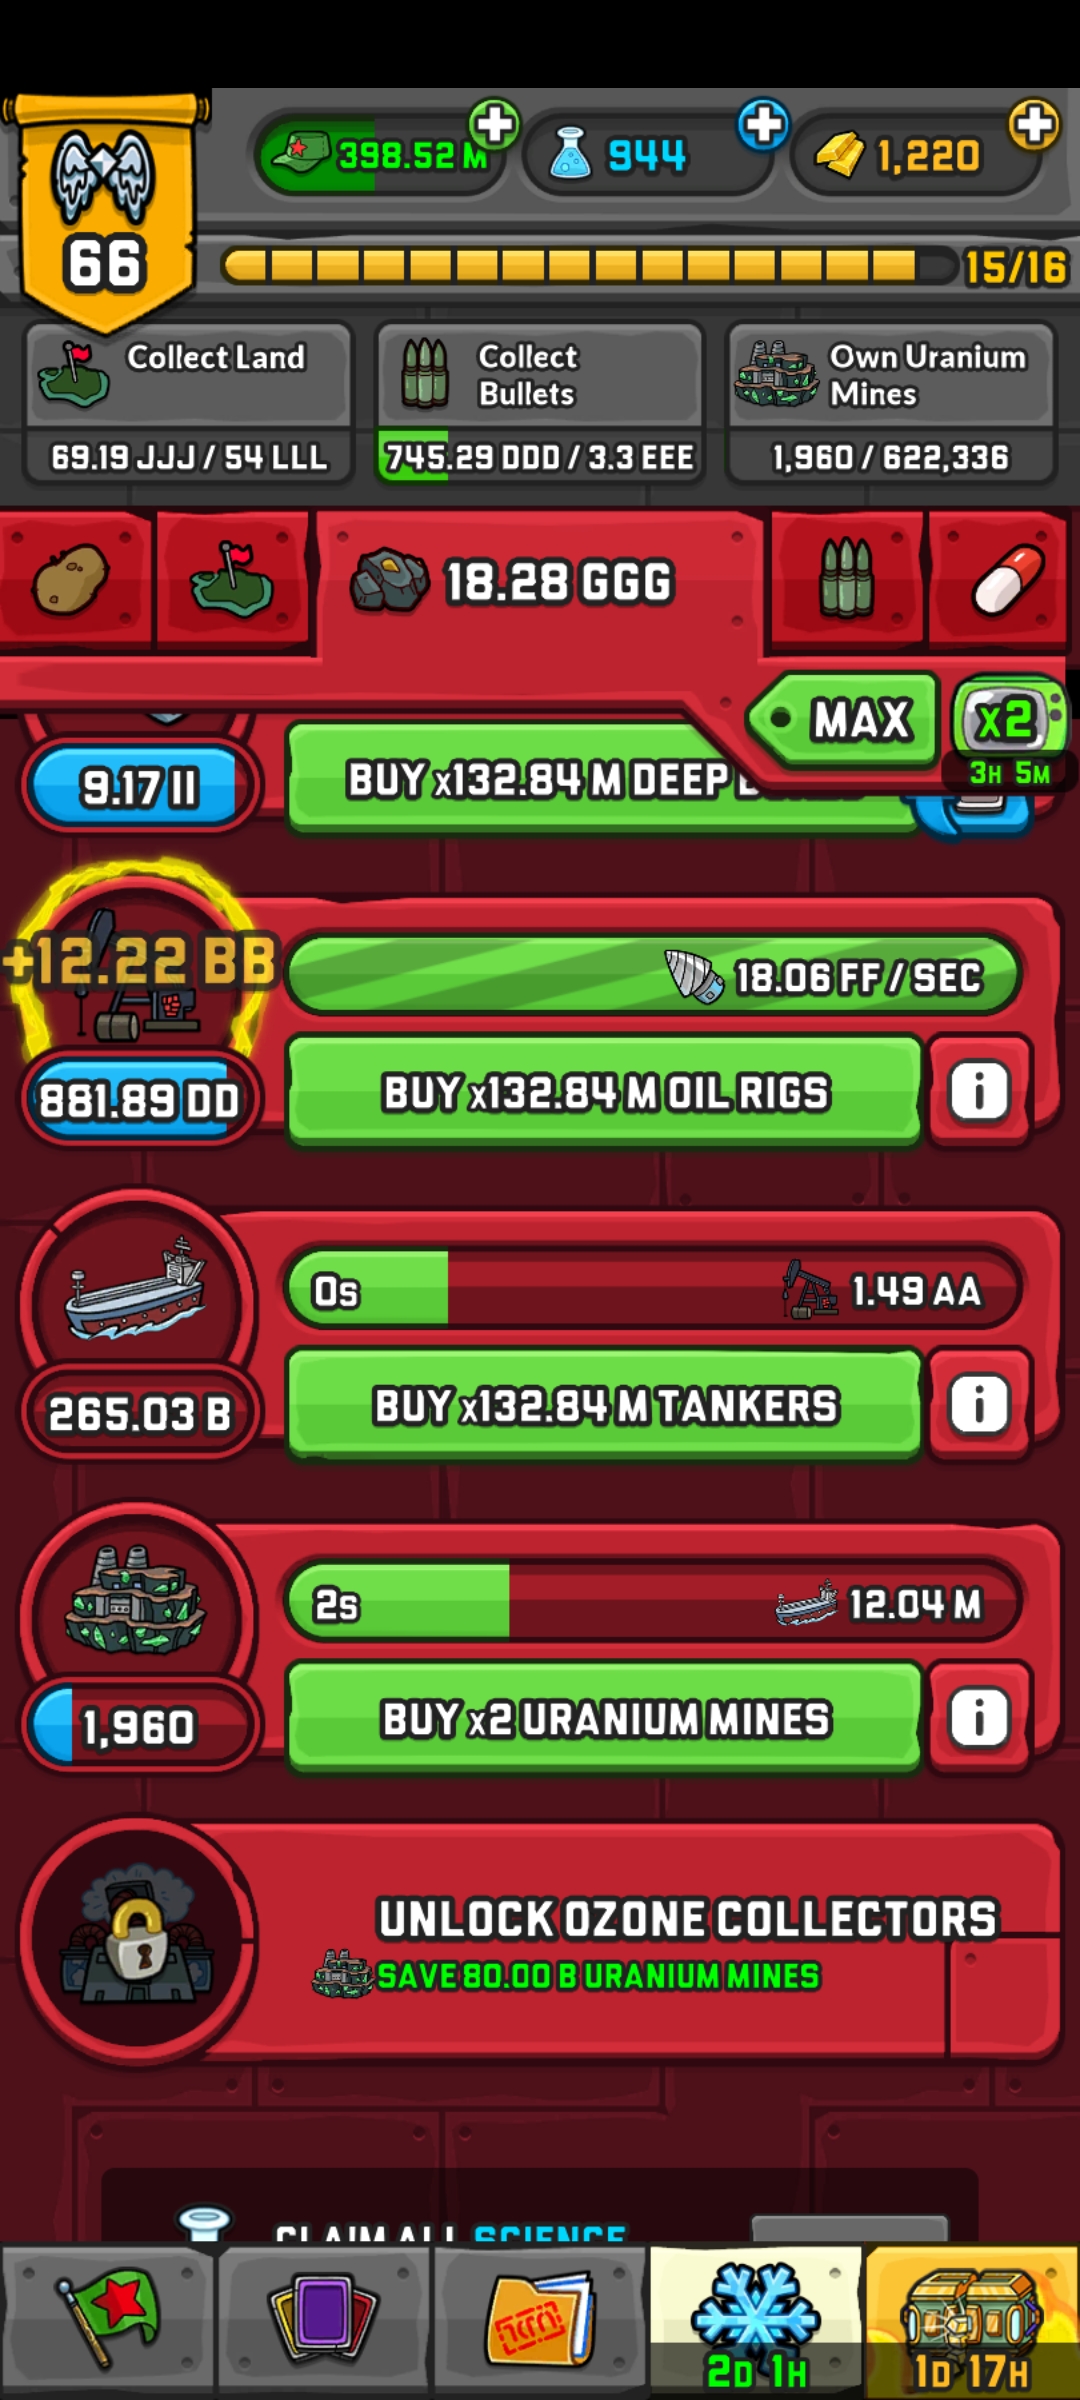 398.52 M
944
1,220
66
15/16
Collect Land
Collect
Bullets
Own Uranium
Mines
69.19 JJJ / 54 LLL
745.29 DDD / 3.3 EEE
1,960 / 622,336
18.28 GGG
MAX
x2
3H 5M
9.17 II
BUY x132.84 M DEEP
+12.22 BB
18.06 FF / SEC
881.89 DD
BUY x132.84 M OIL RIGS
i
0s
1.49 AA
265.03 B
BUY x132.84 M TANKERS
i
2s
12.04 M
1,960
BUY x2 URANIUM MINES
i
UNLOCK OZONE COLLECTORS
SAVE 80.00 B URANIUM MINES
CLAIM ALL SCIENCE
2D 1H
1D 17H